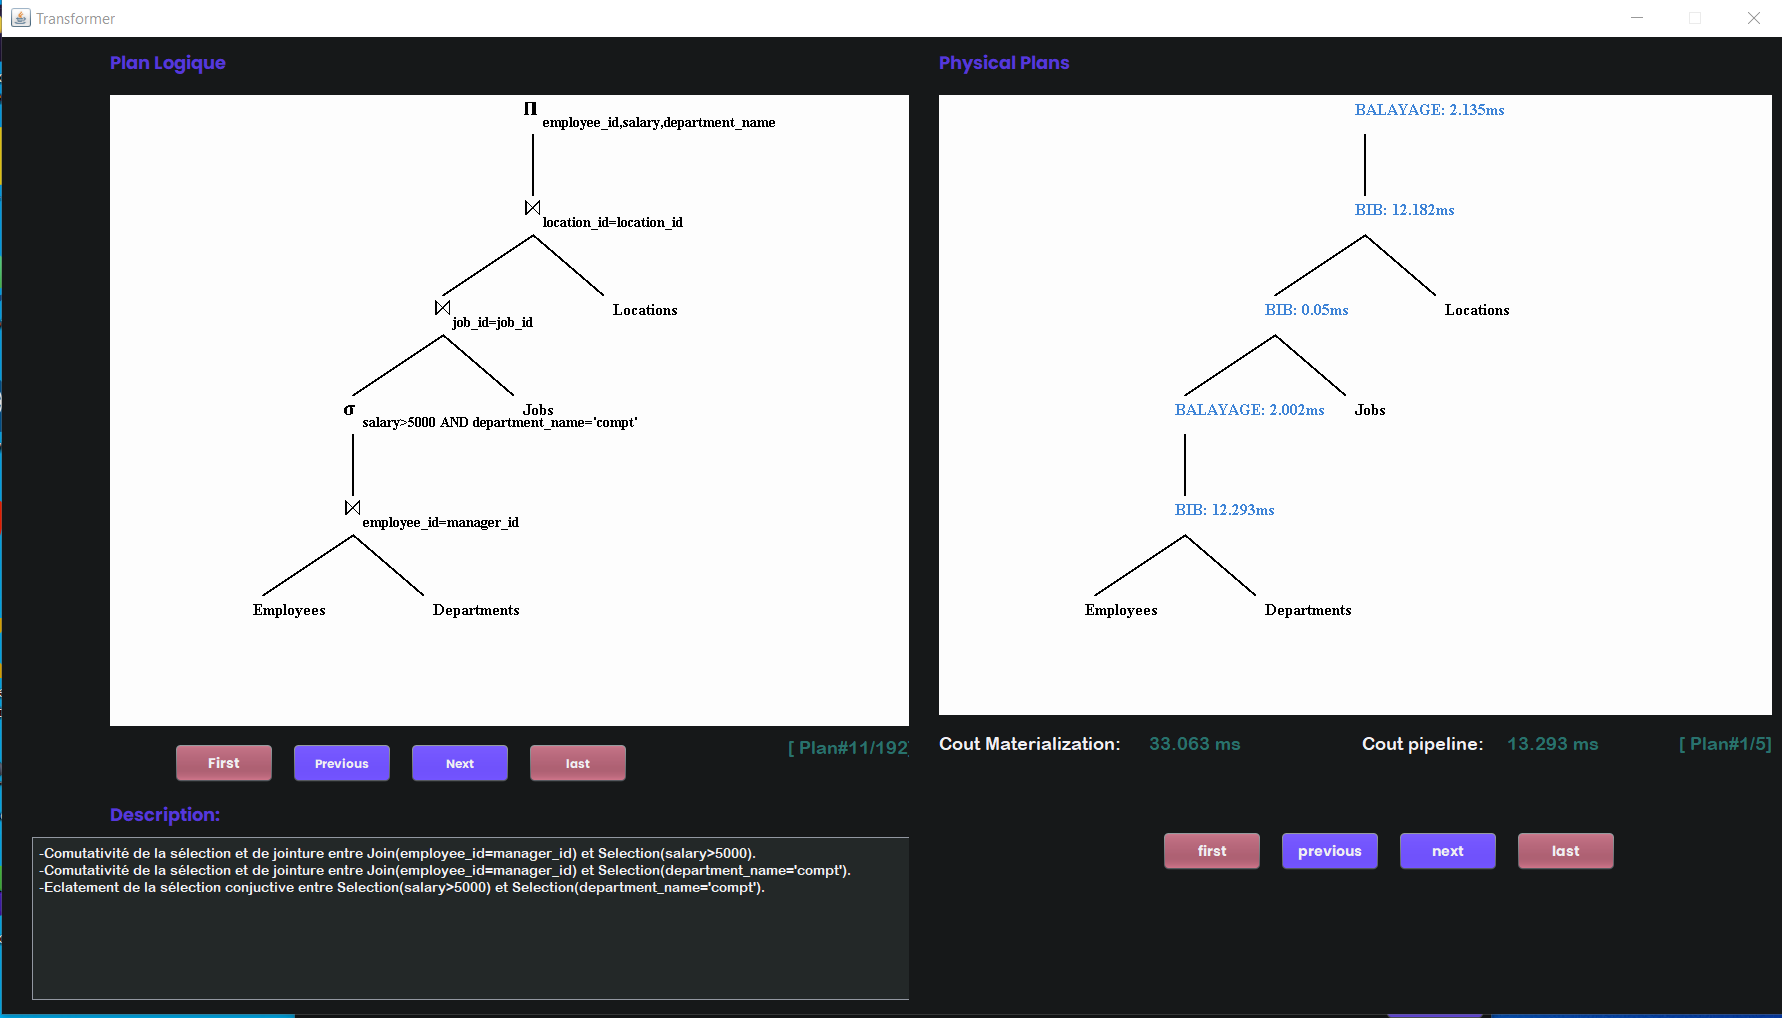 Transformer
Plan Logique
Π
employee_id,salary,department_name
⋈
location_id=location_id
⋈
job_id=job_id
Locations
σ
salary>5000 AND department_name='compt'
Jobs
⋈
employee_id=manager_id
Employees
Departments
[ Plan#11/192
First
Previous
Next
last
Description:
-Comutativité de la sélection et de jointure entre Join(employee_id=manager_id) et Selection(salary>5000).
-Comutativité de la sélection et de jointure entre Join(employee_id=manager_id) et Selection(department_name='compt').
-Eclatement de la sélection conjuctive entre Selection(salary>5000) et Selection(department_name='compt').
Physical Plans
BALAYAGE: 2.135ms
BIB: 12.182ms
BIB: 0.05ms
Locations
BALAYAGE: 2.002ms
Jobs
BIB: 12.293ms
Employees
Departments
Cout Materialization: 33.063 ms
Cout pipeline: 13.293 ms
[ Plan#1/5]
first
previous
next
last